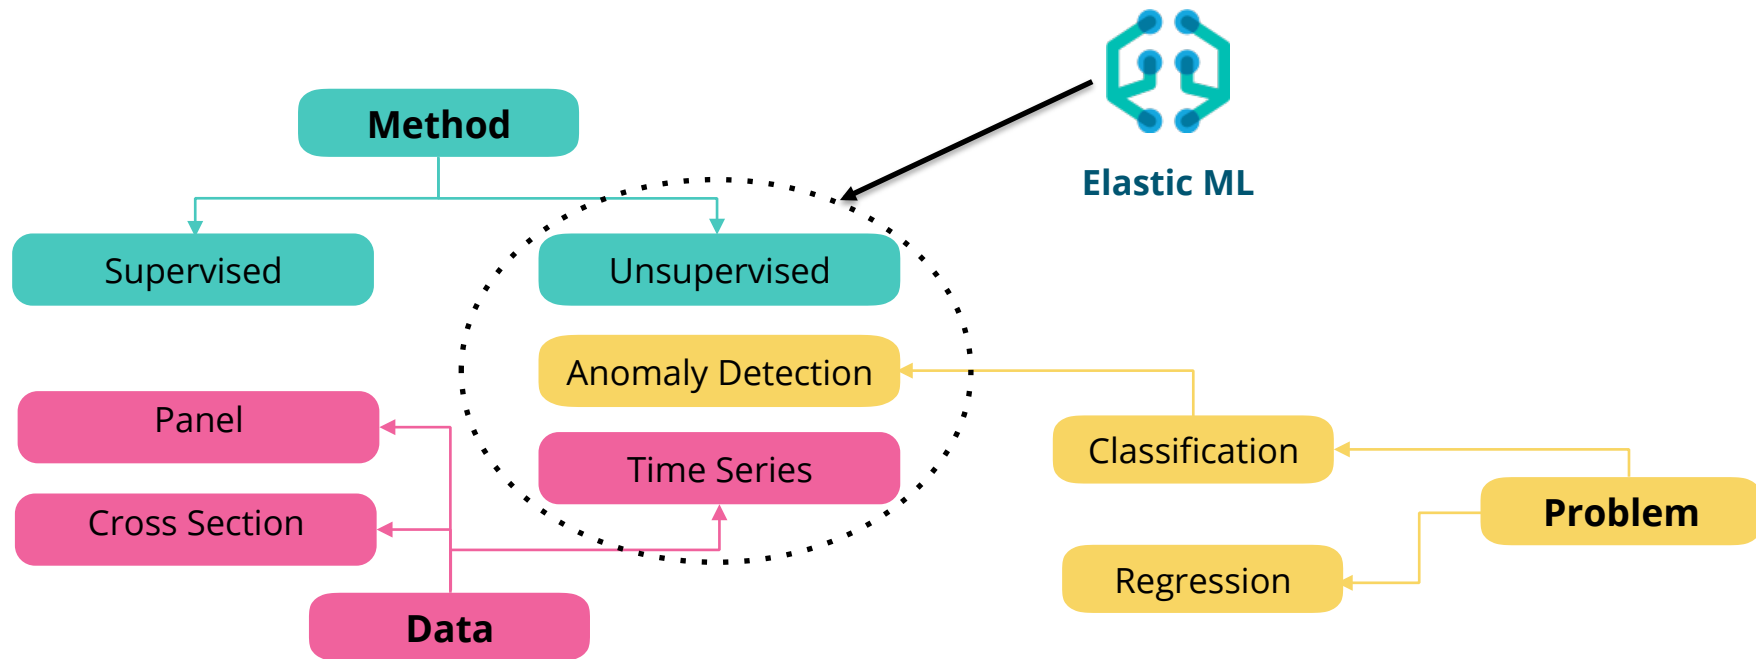 Method
Elastic ML
Supervised
Unsupervised
Anomaly Detection
Panel
Time Series
Classification
Cross Section
Problem
Regression
Data